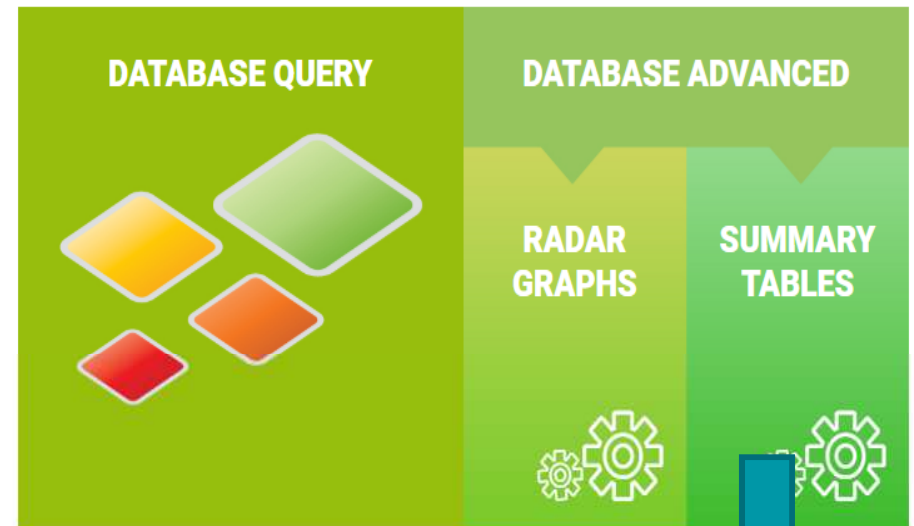 DATABASE QUERY
DATABASE ADVANCED
RADAR
GRAPHS
SUMMARY
TABLES